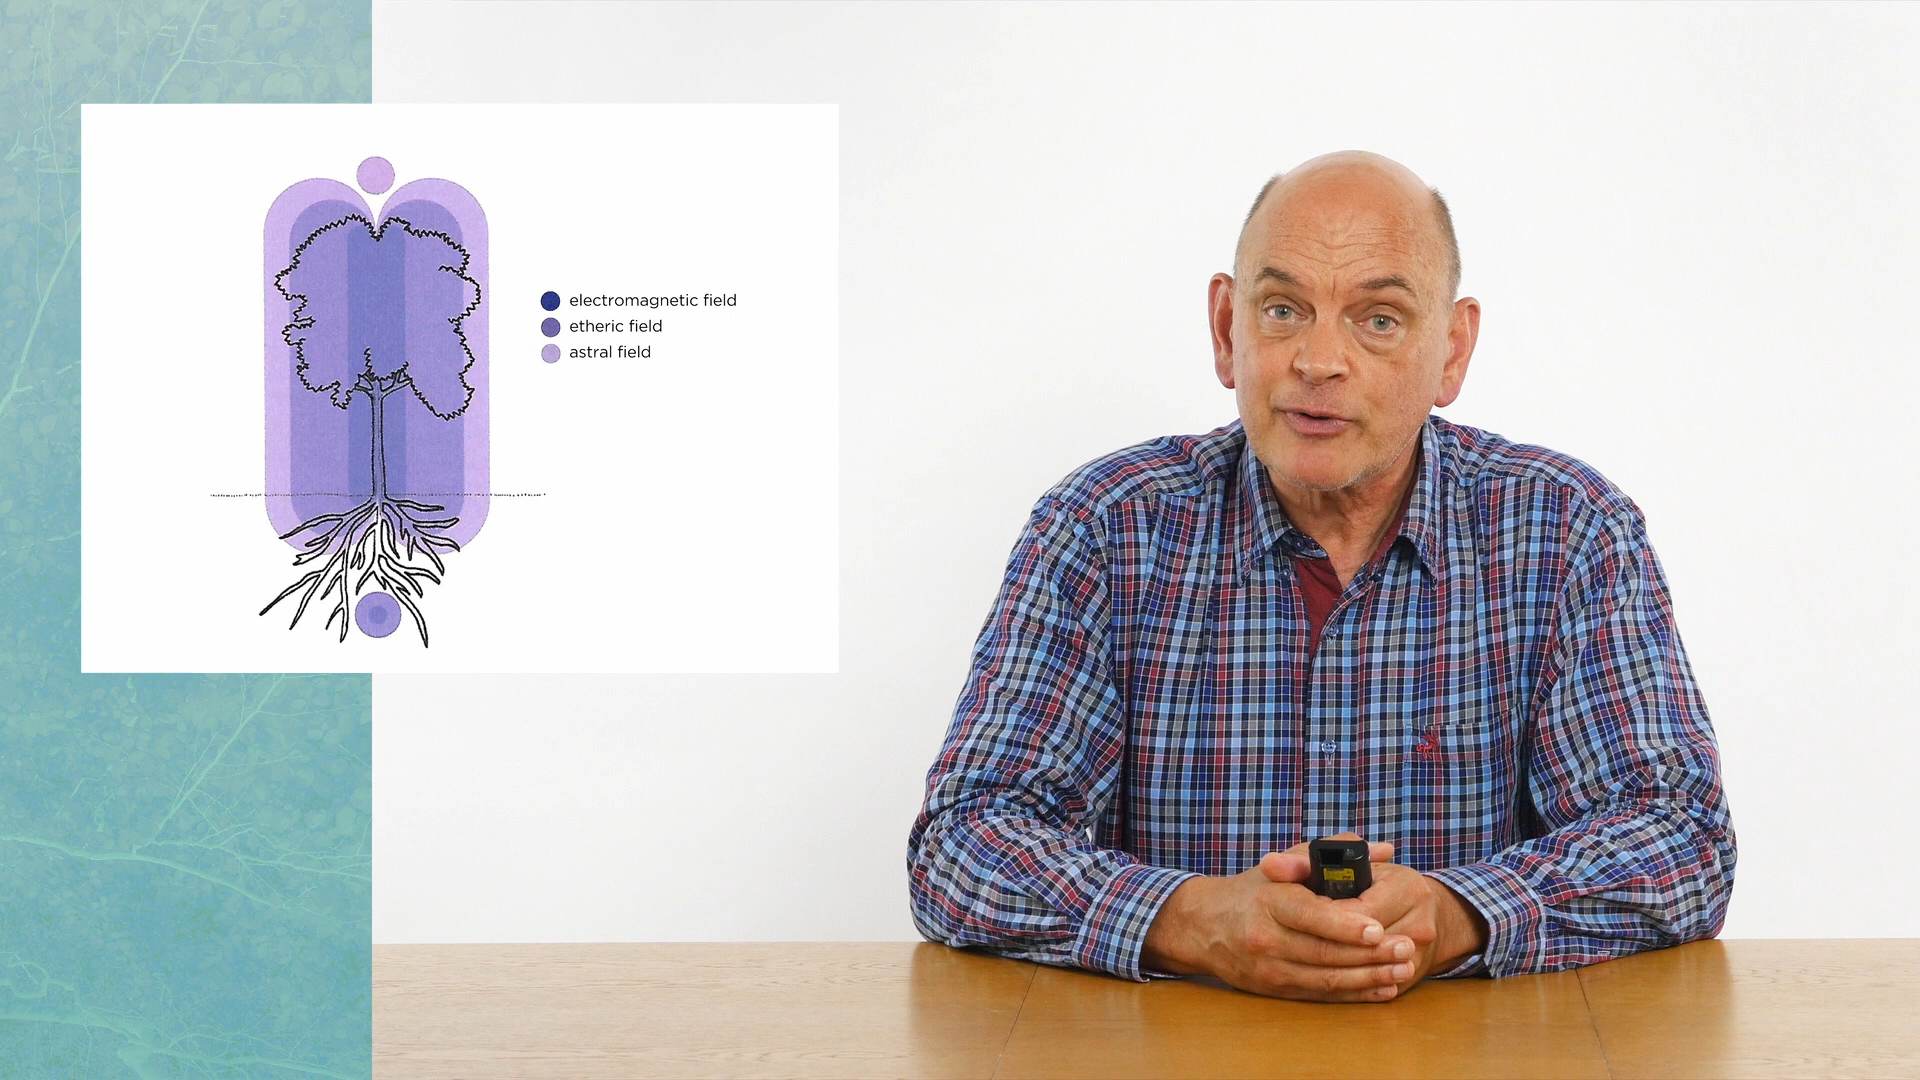 electromagnetic field
etheric field
astral field